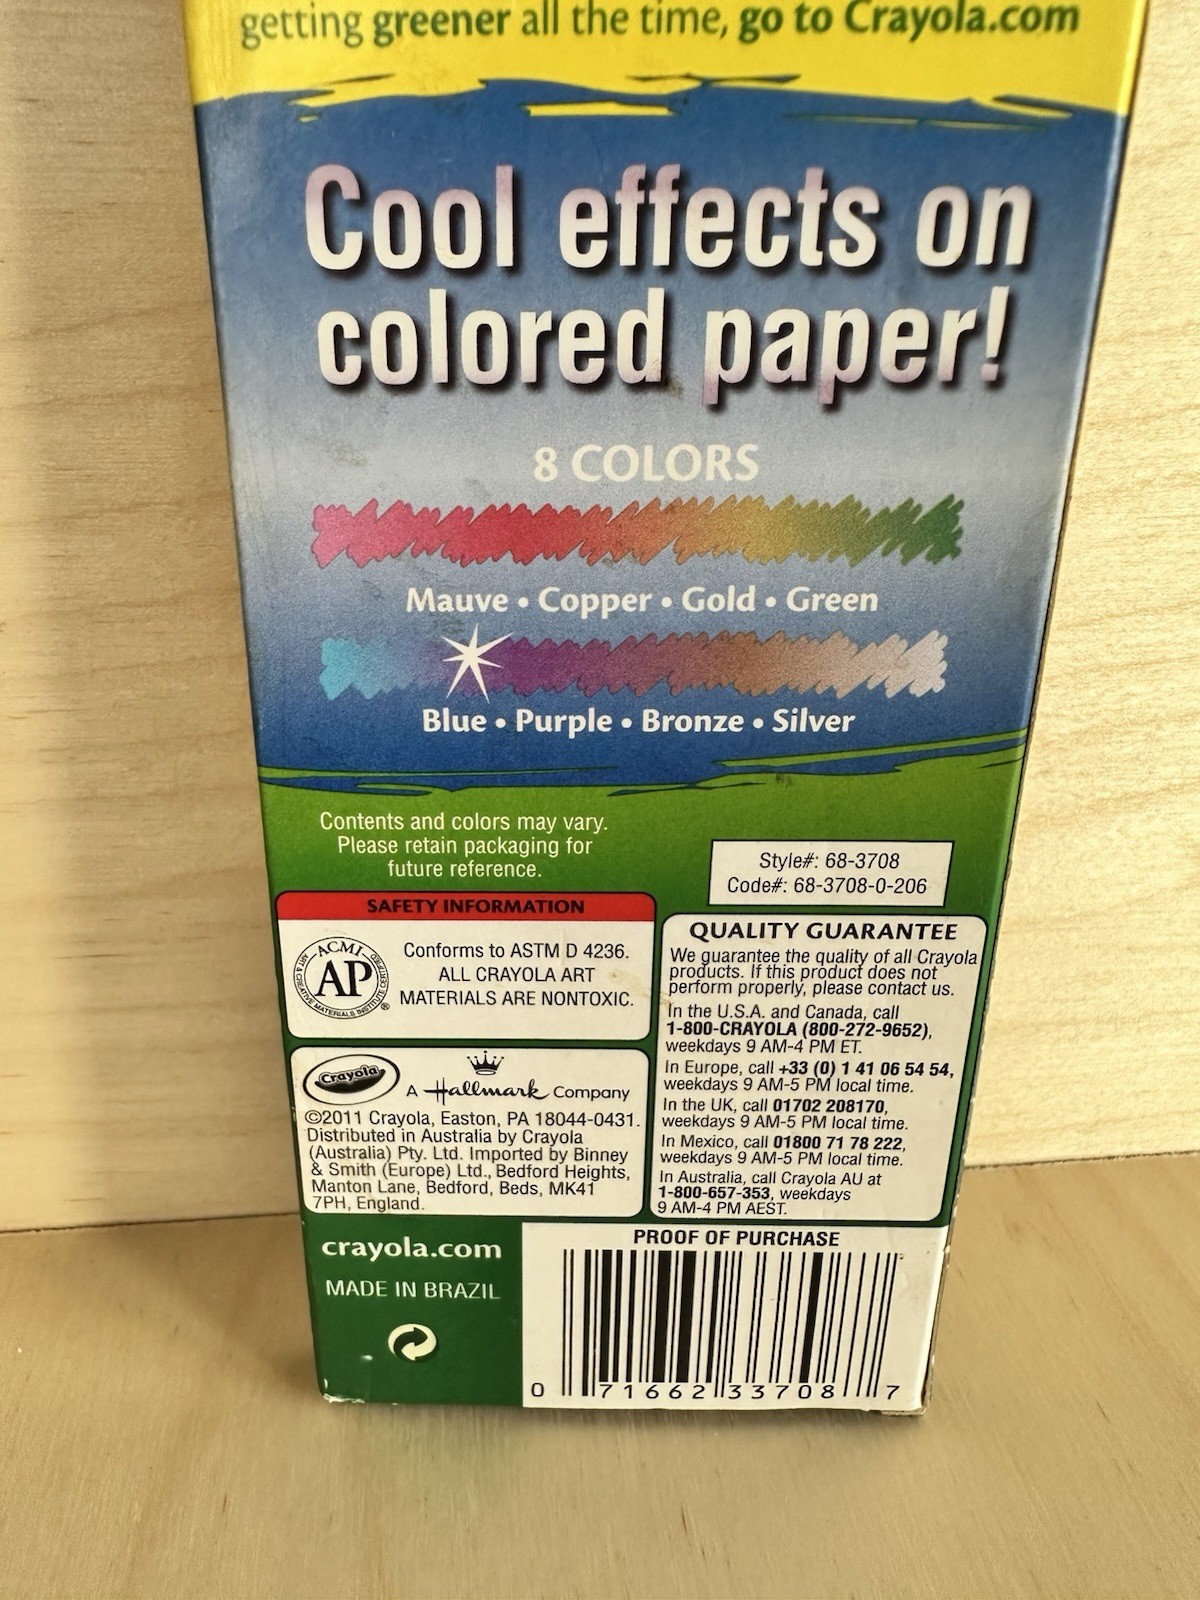 getting greener all the time, go to Crayola.com
Cool effects on
colored paper!
8 COLORS
Mauve • Copper • Gold • Green
Blue • Purple • Bronze • Silver
Contents and colors may vary.
Please retain packaging for
future reference.
Style#: 68-3708
Code#: 68-3708-0-206
SAFETY INFORMATION
ACMI
AP
ART & CREATIVE MATERIALS INSTITUTE CERTIFIED
®
Conforms to ASTM D 4236.
ALL CRAYOLA ART
MATERIALS ARE NONTOXIC.
QUALITY GUARANTEE
We guarantee the quality of all Crayola
products. If this product does not
perform properly, please contact us.
In the U.S.A. and Canada, call
1-800-CRAYOLA (800-272-9652),
weekdays 9 AM-4 PM ET.
In Europe, call +33 (0) 1 41 06 54 54,
weekdays 9 AM-5 PM local time.
In the UK, call 01702 208170,
weekdays 9 AM-5 PM local time.
In Mexico, call 01800 71 78 222,
weekdays 9 AM-5 PM local time.
In Australia, call Crayola AU at
1-800-657-353, weekdays
9 AM-4 PM AEST.
Crayola
A Hallmark Company
©2011 Crayola, Easton, PA 18044-0431.
Distributed in Australia by Crayola
(Australia) Pty. Ltd. Imported by Binney
& Smith (Europe) Ltd., Bedford Heights,
Manton Lane, Bedford, Beds, MK41
7PH, England.
crayola.com
MADE IN BRAZIL
PROOF OF PURCHASE
0 71662 33708 7